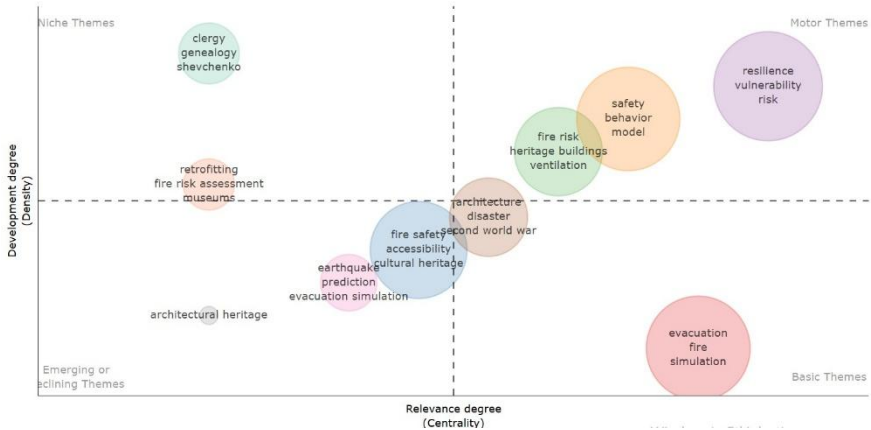 Niche Themes
Motor Themes
clergy
genealogy
shevchenko
resilience
vulnerability
risk
safety
behavior
model
fire risk
heritage buildings
ventilation
retrofitting
fire risk assessment
museums
architecture
disaster
second world war
fire safety
accessibility
cultural heritage
earthquake
prediction
evacuation simulation
architectural heritage
evacuation
fire
simulation
Emerging or
eclining Themes
Basic Themes
Development degree
(Density)
Relevance degree
(Centrality)